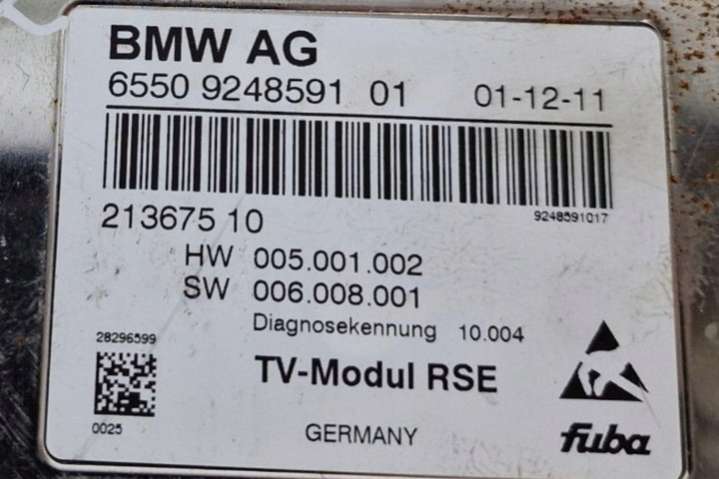 BMW AG
6550 9248591 01 01-12-11
213675 10 9248591017
HW 005.001.002
SW 006.008.001
Diagnosekennung 10.004
28296599
TV-Modul RSE
0025
GERMANY
fuba